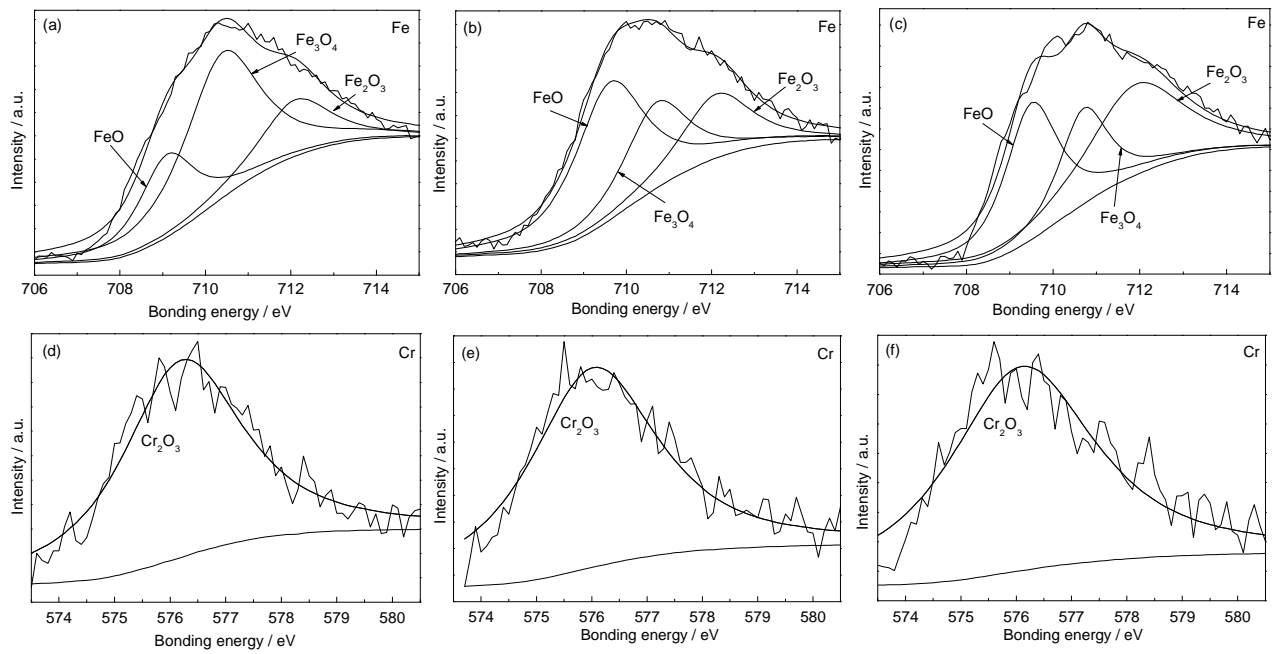 (a)
Fe
Fe3O4
Fe2O3
FeO
Intensity / a.u.
706 708 710 712 714
Bonding energy / eV
(b)
Fe
FeO
Fe2O3
Fe3O4
Intensity / a.u.
706 708 710 712 714
Bonding energy / eV
(c)
Fe
Fe2O3
FeO
Fe3O4
Intensity / a.u.
706 708 710 712 714
Bonding energy / eV
(d)
Cr
Cr2O3
Intensity / a.u.
574 575 576 577 578 579 580
Bonding energy / eV
(e)
Cr
Cr2O3
Intensity / a.u.
574 575 576 577 578 579 580
Bonding energy / eV
(f)
Cr
Cr2O3
Intensity / a.u.
574 575 576 577 578 579 580
Bonding energy / eV